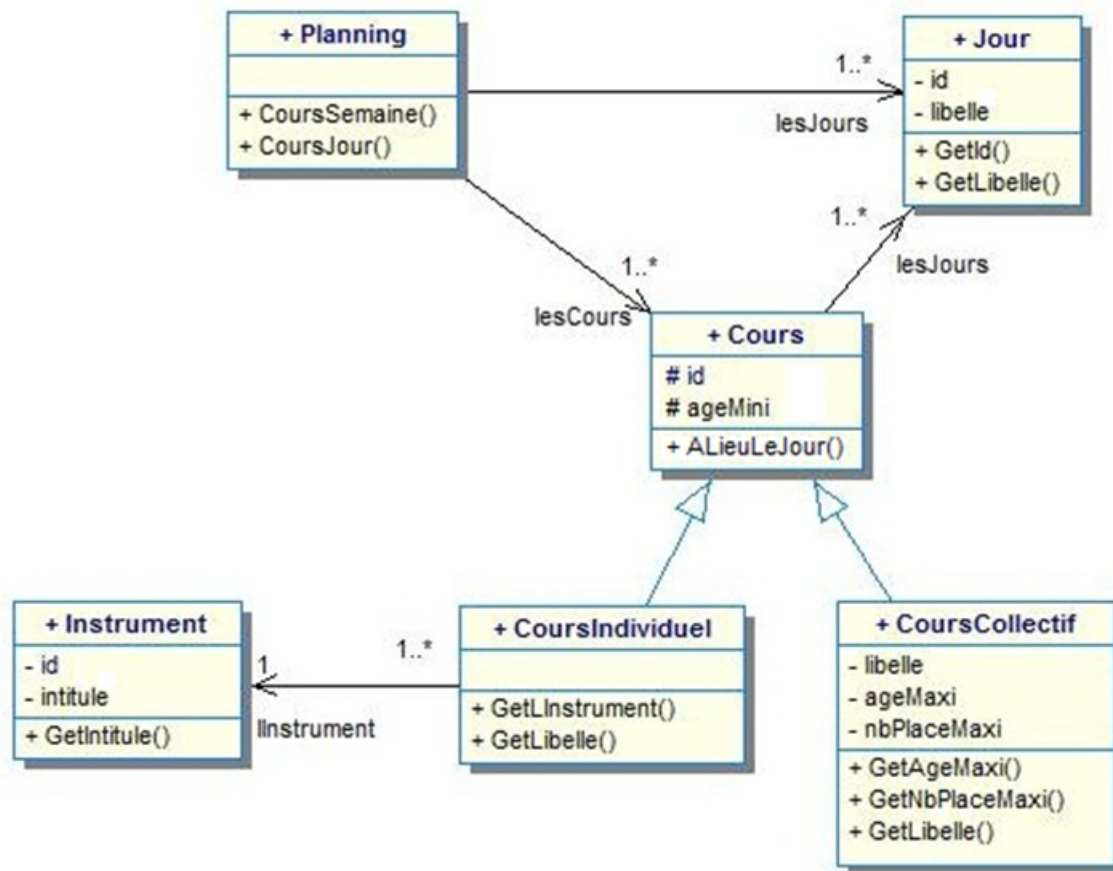 + Planning
+ CoursSemaine()
+ CoursJour()
1..*
lesJours
+ Jour
- id
- libelle
+ GetId()
+ GetLibelle()
1..*
lesJours
1..*
lesCours
+ Cours
# id
# ageMini
+ ALieuLeJour()
+ Instrument
- id
- intitule
+ GetIntitule()
1
lInstrument
1..*
+ CoursIndividuel
+ GetLInstrument()
+ GetLibelle()
+ CoursCollectif
- libelle
- ageMaxi
- nbPlaceMaxi
+ GetAgeMaxi()
+ GetNbPlaceMaxi()
+ GetLibelle()